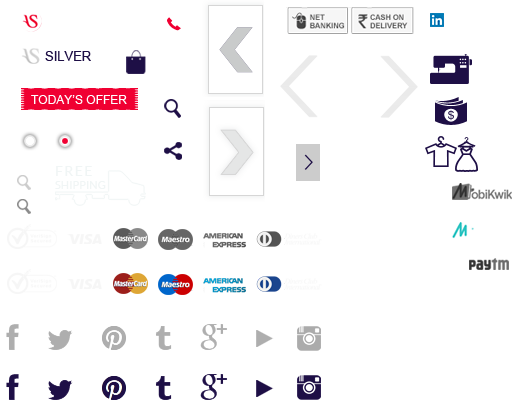 NET
BANKING
CASH ON
DELIVERY
SILVER
TODAY'S OFFER
FREE
SHIPPING
VISA
MasterCard
Maestro
AMERICAN
EXPRESS
MobiKwik
paytm
VISA
MasterCard
Maestro
AMERICAN
EXPRESS